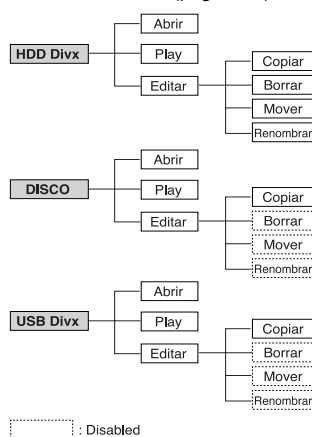 Abrir
HDD Divx
Play
Editar
Copiar
Borrar
Mover
Renombrar
Abrir
DISCO
Play
Editar
Copiar
Borrar
Mover
Renombrar
Abrir
USB Divx
Play
Editar
Copiar
Borrar
Mover
Renombrar
: Disabled